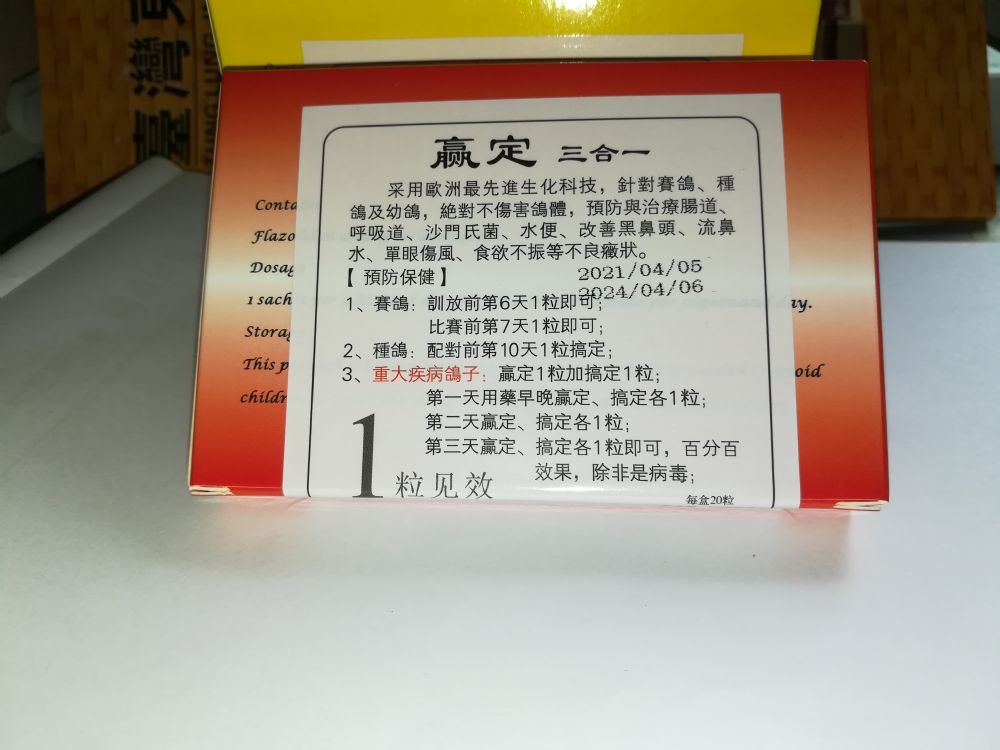 臺灣
TUNG LUNG
赢定 三合一
采用歐洲最先進生化科技，針對賽鴿、種
鴿及幼鴿，絕對不傷害鴿體，預防與治療腸道、
呼吸道、沙門氏菌、水便、改善黑鼻頭、流鼻
水、單眼傷風、食欲不振等不良癥狀。
【 預防保健 】
2021/04/05
2024/04/06
1、賽鴿：訓放前第6天1粒即可；
比賽前第7天1粒即可；
2、種鴿：配對前第10天1粒搞定；
3、重大疾病鴿子：赢定1粒加搞定1粒；
第一天用藥早晚赢定、搞定各1粒；
第二天赢定、搞定各1粒；
第三天赢定、搞定各1粒即可，百分百
效果，除非是病毒；
1粒见效
每盒20粒
Conta
Flazo
Dosag
1 sach
ay.
Storag
This p
oid
childr